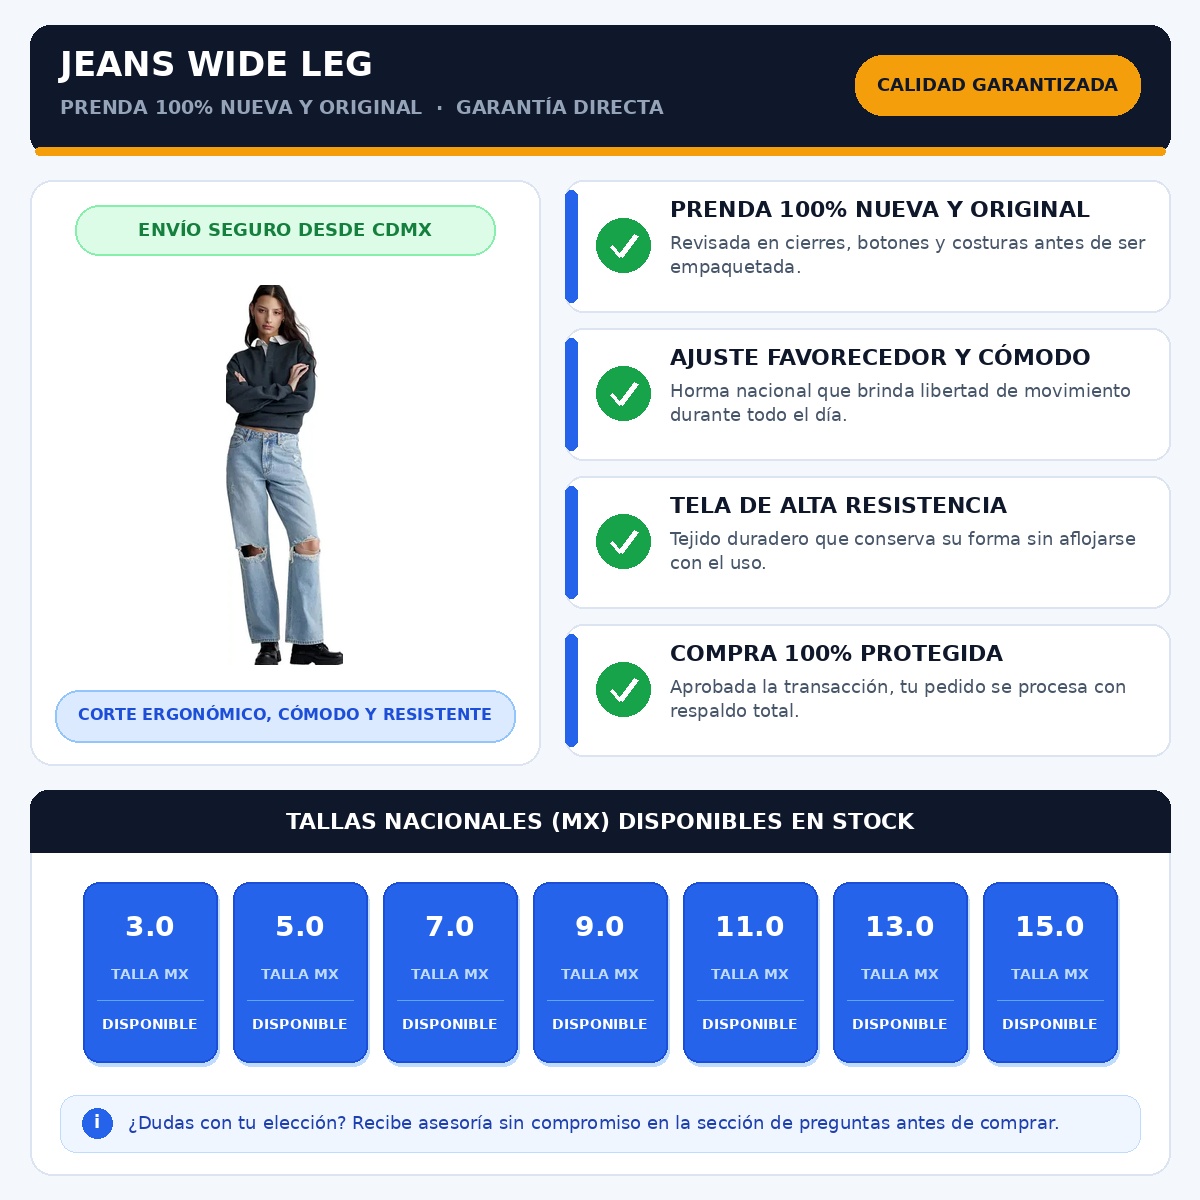 JEANS WIDE LEG
PRENDA 100% NUEVA Y ORIGINAL · GARANTÍA DIRECTA
CALIDAD GARANTIZADA
ENVÍO SEGURO DESDE CDMX
CORTE ERGONÓMICO, CÓMODO Y RESISTENTE
PRENDA 100% NUEVA Y ORIGINAL
Revisada en cierres, botones y costuras antes de ser
empaquetada.
AJUSTE FAVORECEDOR Y CÓMODO
Horma nacional que brinda libertad de movimiento
durante todo el día.
TELA DE ALTA RESISTENCIA
Tejido duradero que conserva su forma sin aflojarse
con el uso.
COMPRA 100% PROTEGIDA
Aprobada la transacción, tu pedido se procesa con
respaldo total.
TALLAS NACIONALES (MX) DISPONIBLES EN STOCK
3.0
TALLA MX
DISPONIBLE
5.0
TALLA MX
DISPONIBLE
7.0
TALLA MX
DISPONIBLE
9.0
TALLA MX
DISPONIBLE
11.0
TALLA MX
DISPONIBLE
13.0
TALLA MX
DISPONIBLE
15.0
TALLA MX
DISPONIBLE
i ¿Dudas con tu elección? Recibe asesoría sin compromiso en la sección de preguntas antes de comprar.